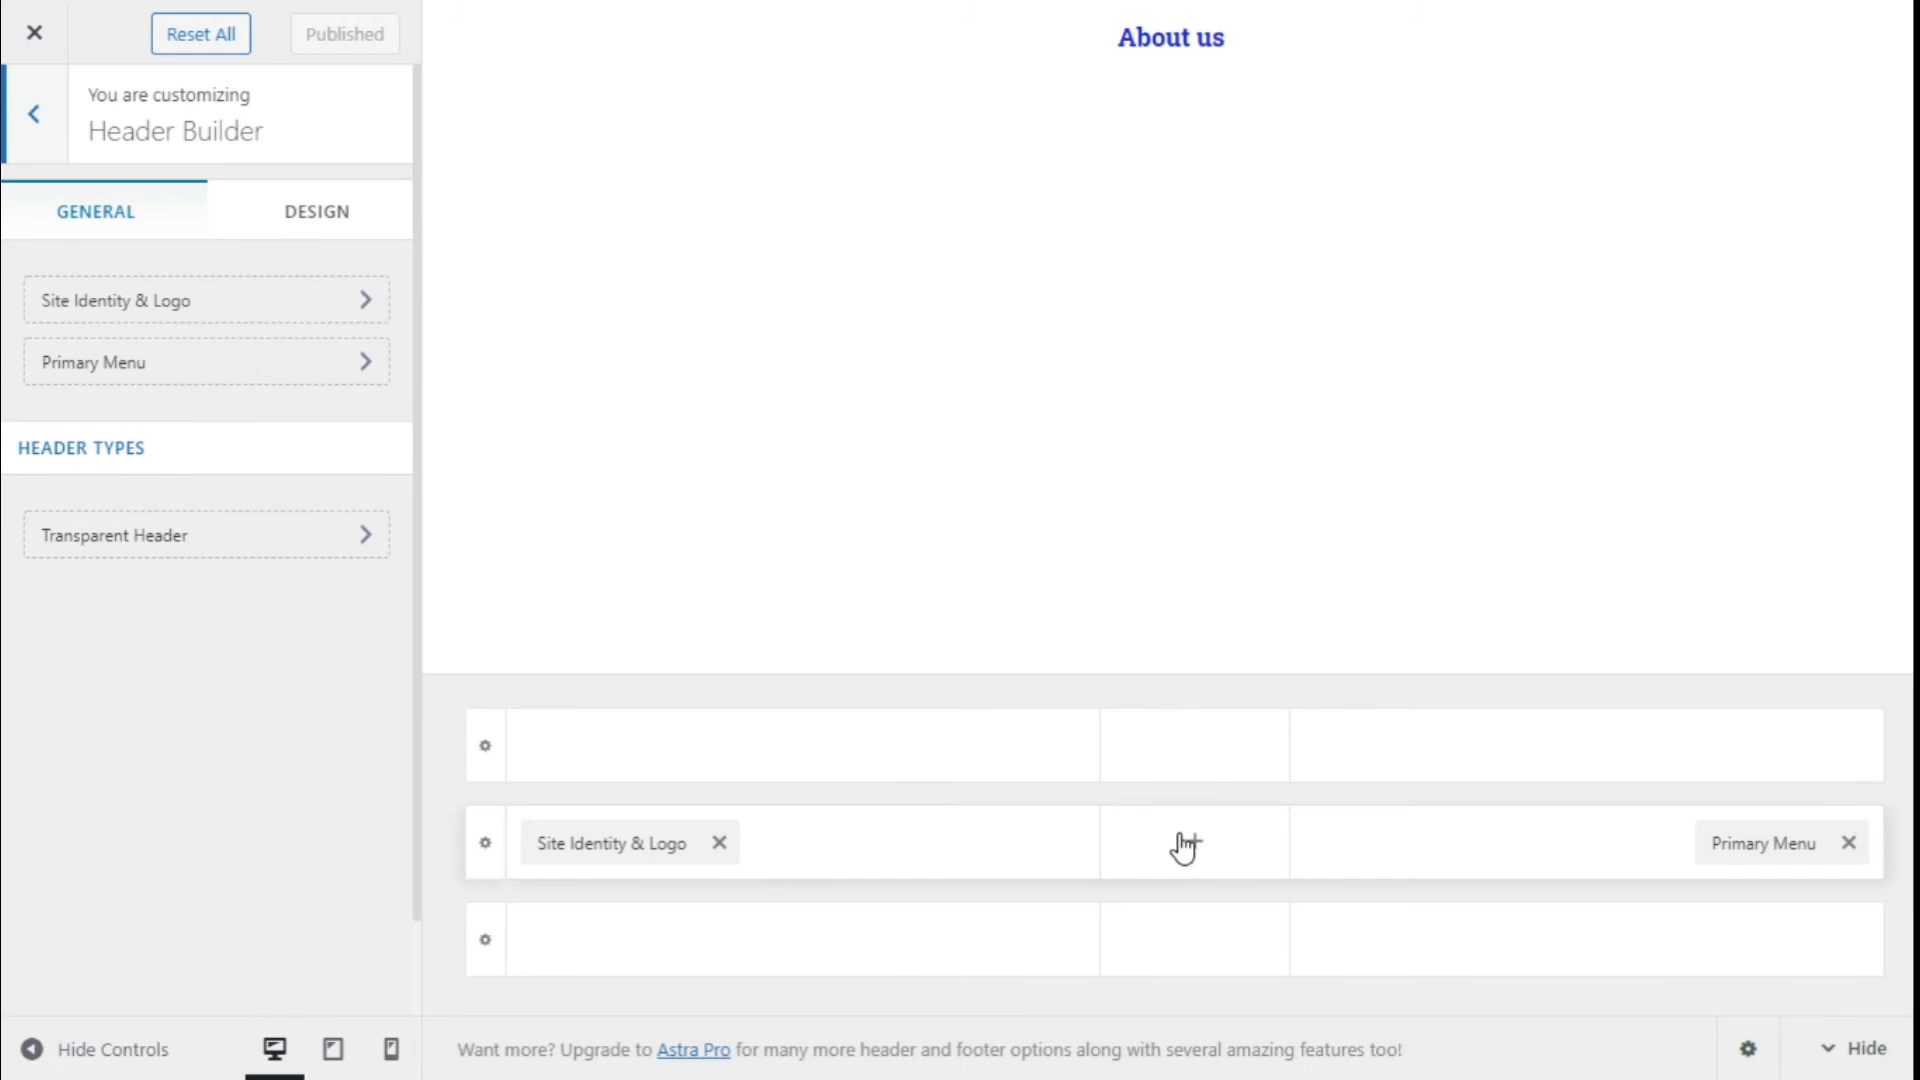 Reset All
Published
You are customizing
Header Builder
GENERAL
DESIGN
Site Identity & Logo
Primary Menu
HEADER TYPES
Transparent Header
Hide Controls
About us
Site Identity & Logo
Primary Menu
Want more? Upgrade to Astra Pro for many more header and footer options along with several amazing features too!
Hide